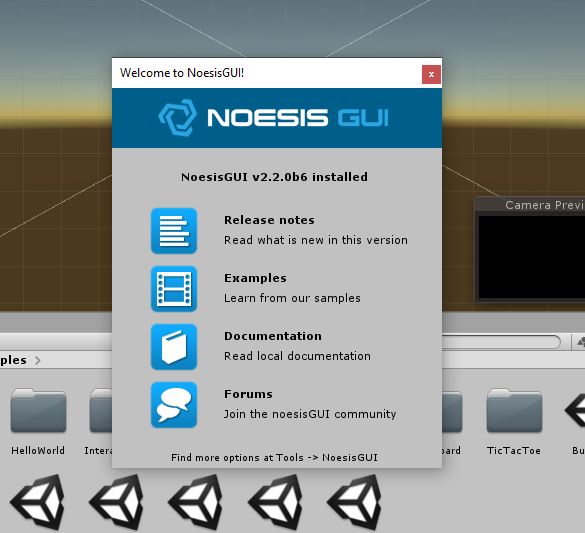 Welcome to NoesisGUI!
x
NOESIS GUI
NoesisGUI v2.2.0b6 installed
Release notes
Read what is new in this version
Camera Previ
Examples
Learn from our samples
Documentation
Read local documentation
ples
Forums
Join the noesisGUI community
HelloWorld
Intera
oard
TicTacToe
Bu
Find more options at Tools -> NoesisGUI